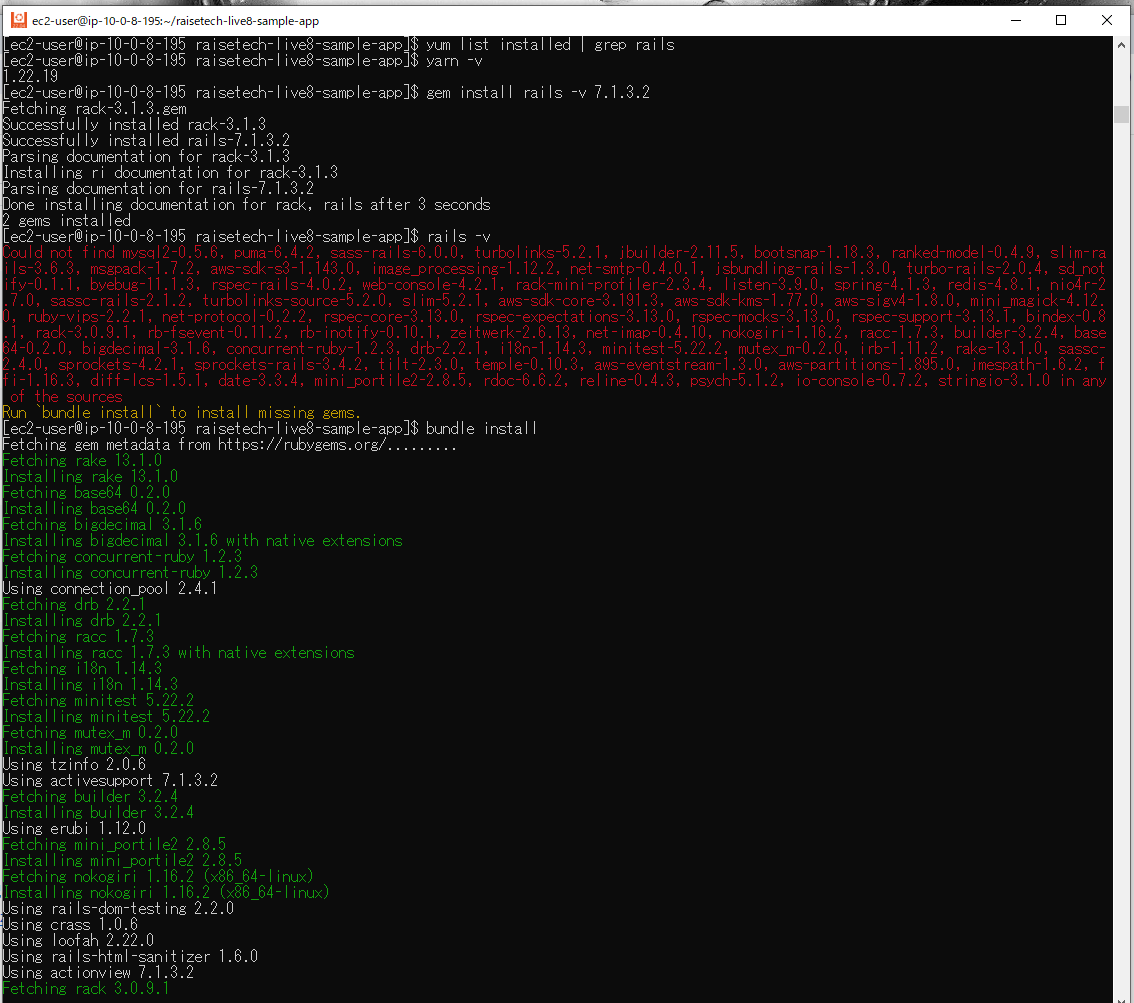 ec2-user@ip-10-0-8-195:~/raisetech-live8-sample-app
[ec2-user@ip-10-0-8-195 raisetech-live8-sample-app]$ yum list installed | grep rails
[ec2-user@ip-10-0-8-195 raisetech-live8-sample-app]$ yarn -v
1.22.19
[ec2-user@ip-10-0-8-195 raisetech-live8-sample-app]$ gem install rails -v 7.1.3.2
Fetching rack-3.1.3.gem
Successfully installed rack-3.1.3
Successfully installed rails-7.1.3.2
Parsing documentation for rack-3.1.3
Installing ri documentation for rack-3.1.3
Parsing documentation for rails-7.1.3.2
Done installing documentation for rack, rails after 3 seconds
2 gems installed
[ec2-user@ip-10-0-8-195 raisetech-live8-sample-app]$ rails -v
Could not find mysql2-0.5.6, puma-6.4.2, sass-rails-6.0.0, turbolinks-5.2.1, jbuilder-2.11.5, bootsnap-1.18.3, ranked-model-0.4.9, slim-ra
ils-3.6.3, msgpack-1.7.2, aws-sdk-s3-1.143.0, image_processing-1.12.2, net-smtp-0.4.0.1, jsbundling-rails-1.3.0, turbo-rails-2.0.4, sd_not
ify-0.1.1, byebug-11.1.3, rspec-rails-4.0.2, web-console-4.2.1, rack-mini-profiler-2.3.4, listen-3.9.0, spring-4.1.3, redis-4.8.1, nio4r-2
.7.0, sassc-rails-2.1.2, turbolinks-source-5.2.0, slim-5.2.1, aws-sdk-core-3.191.3, aws-sdk-kms-1.77.0, aws-sigv4-1.8.0, mini_magick-4.12.
0, ruby-vips-2.2.1, net-protocol-0.2.2, rspec-core-3.13.0, rspec-expectations-3.13.0, rspec-mocks-3.13.0, rspec-support-3.13.1, bindex-0.8
.1, rack-3.0.9.1, rb-fsevent-0.11.2, rb-inotify-0.10.1, zeitwerk-2.6.13, net-imap-0.4.10, nokogiri-1.16.2, racc-1.7.3, builder-3.2.4, base
64-0.2.0, bigdecimal-3.1.6, concurrent-ruby-1.2.3, drb-2.2.1, i18n-1.14.3, minitest-5.22.2, mutex_m-0.2.0, irb-1.11.2, rake-13.1.0, sassc-
2.4.0, sprockets-4.2.1, sprockets-rails-3.4.2, tilt-2.3.0, temple-0.10.3, aws-eventstream-1.3.0, aws-partitions-1.895.0, jmespath-1.6.2, f
fi-1.16.3, diff-lcs-1.5.1, date-3.3.4, mini_portile2-2.8.5, rdoc-6.6.2, reline-0.4.3, psych-5.1.2, io-console-0.7.2, stringio-3.1.0 in any
of the sources
Run `bundle install` to install missing gems.
[ec2-user@ip-10-0-8-195 raisetech-live8-sample-app]$ bundle install
Fetching gem metadata from https://rubygems.org/.........
Fetching rake 13.1.0
Installing rake 13.1.0
Fetching base64 0.2.0
Installing base64 0.2.0
Fetching bigdecimal 3.1.6
Installing bigdecimal 3.1.6 with native extensions
Fetching concurrent-ruby 1.2.3
Installing concurrent-ruby 1.2.3
Using connection_pool 2.4.1
Fetching drb 2.2.1
Installing drb 2.2.1
Fetching racc 1.7.3
Installing racc 1.7.3 with native extensions
Fetching i18n 1.14.3
Installing i18n 1.14.3
Fetching minitest 5.22.2
Installing minitest 5.22.2
Fetching mutex_m 0.2.0
Installing mutex_m 0.2.0
Using tzinfo 2.0.6
Using activesupport 7.1.3.2
Fetching builder 3.2.4
Installing builder 3.2.4
Using erubi 1.12.0
Fetching mini_portile2 2.8.5
Installing mini_portile2 2.8.5
Fetching nokogiri 1.16.2 (x86_64-linux)
Installing nokogiri 1.16.2 (x86_64-linux)
Using rails-dom-testing 2.2.0
Using crass 1.0.6
Using loofah 2.22.0
Using rails-html-sanitizer 1.6.0
Using actionview 7.1.3.2
Fetching rack 3.0.9.1